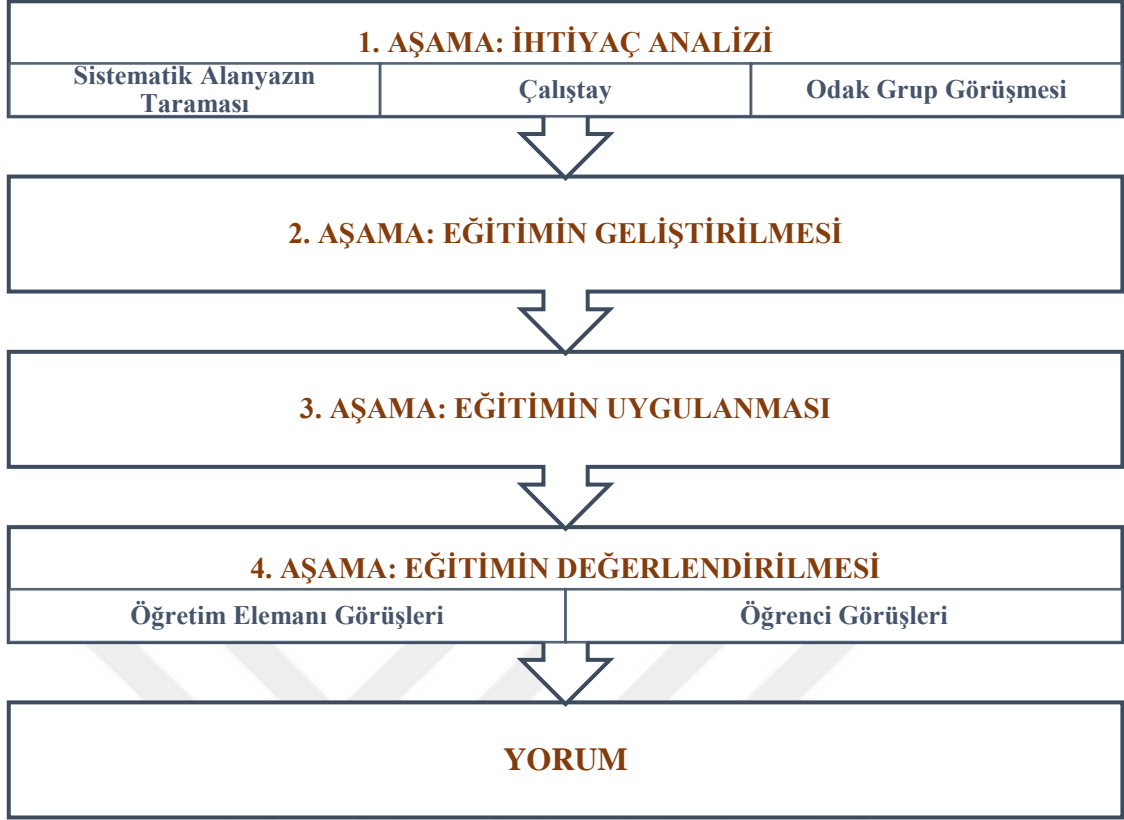 1. AŞAMA: İHTİYAÇ ANALİZİ
Sistematik Alanyazın
Taraması
Çalıştay
Odak Grup Görüşmesi
2. AŞAMA: EĞİTİMİN GELİŞTİRİLMESİ
3. AŞAMA: EĞİTİMİN UYGULANMASI
4. AŞAMA: EĞİTİMİN DEĞERLENDİRİLMESİ
Öğretim Elemanı Görüşleri
Öğrenci Görüşleri
YORUM